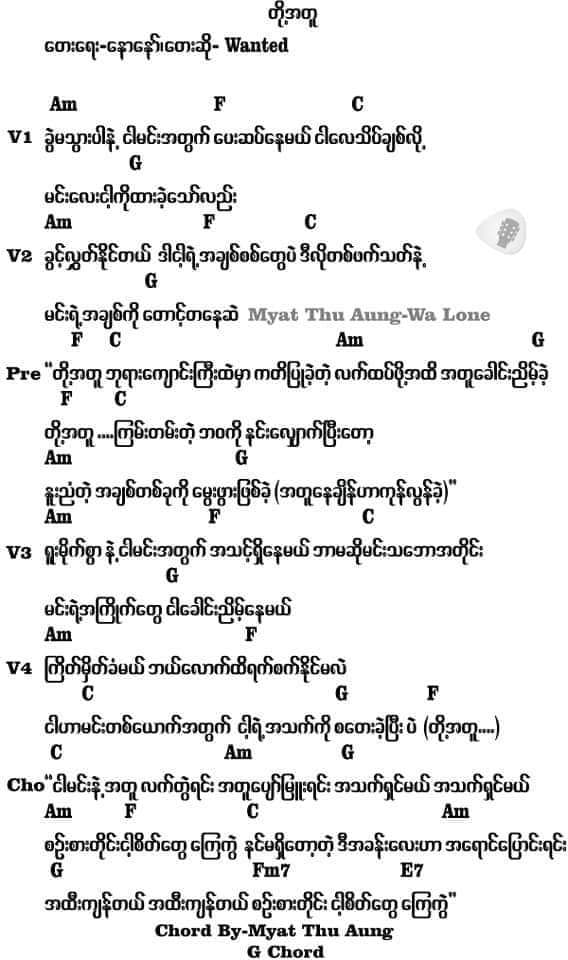 တို့အတူ
တေးရေး-နောနော်၊တေးဆို- Wanted
Am F C
V1 ခွဲမသွားပါနဲ့ ငါမင်းအတွက် ပေးဆပ်နေမယ် ငါလေသိပ်ချစ်လို့
G
မင်းလေးငါ့ကိုထားခဲ့သော်လည်း
Am F C
V2 ခွင့်လွှတ်နိုင်တယ် ဒါငါ့ရဲ့အချစ်စစ်တွေပဲ ဒီလိုတစ်ဖက်သတ်နဲ့
G
မင်းရဲ့အချစ်ကို တောင့်တနေဆဲ Myat Thu Aung-Wa Lone
F C Am G
Pre "တို့အတူ ဘုရားကျောင်းကြီးထဲမှာ ကတိပြုခဲ့တဲ့ လက်ထပ်ဖို့အထိ အတူခေါင်းညိမ့်ခဲ့
F C
တို့အတူ ....ကြမ်းတမ်းတဲ့ ဘဝကို နင်းလျှောက်ပြီးတော့
Am G
နူးညံတဲ့ အချစ်တစ်ခုကို မွေးဖွားဖြစ်ခဲ့ (အတူနေချိန်ဟာကုန်လွန်ခဲ့)"
Am F C
V3 ရူးမိုက်စွာ နဲ့ ငါမင်းအတွက် အသင့်ရှိနေမယ် ဘာမဆိုမင်းသဘောအတိုင်း
G
မင်းရဲ့အကြိုက်တွေ ငါခေါင်းညိမ့်နေမယ်
Am F
V4 ကြိတ်မှိတ်ခံမယ် ဘယ်လောက်ထိရက်စက်နိုင်မလဲ
C G F
ငါဟာမင်းတစ်ယောက်အတွက် ငါ့ရဲ့အသက်ကို စတေးခဲ့ပြီး ပဲ (တို့အတူ....)
C Am G
Cho "ငါမင်းနဲ့ အတူ လက်တွဲရင်း အတူပျော်မြူးရင်း အသက်ရှင်မယ် အသက်ရှင်မယ်
Am F C Am
စဉ်းစားတိုင်းငါ့စိတ်တွေ ကြေကွဲ နင်မရှိတော့တဲ့ ဒီအခန်းလေးဟာ အရောင်ပြောင်းရင်း
G Fm7 E7
အထီးကျန်တယ် အထီးကျန်တယ် စဉ်းစားတိုင်း ငါ့စိတ်တွေ ကြေကွဲ"
Chord By-Myat Thu Aung
G Chord